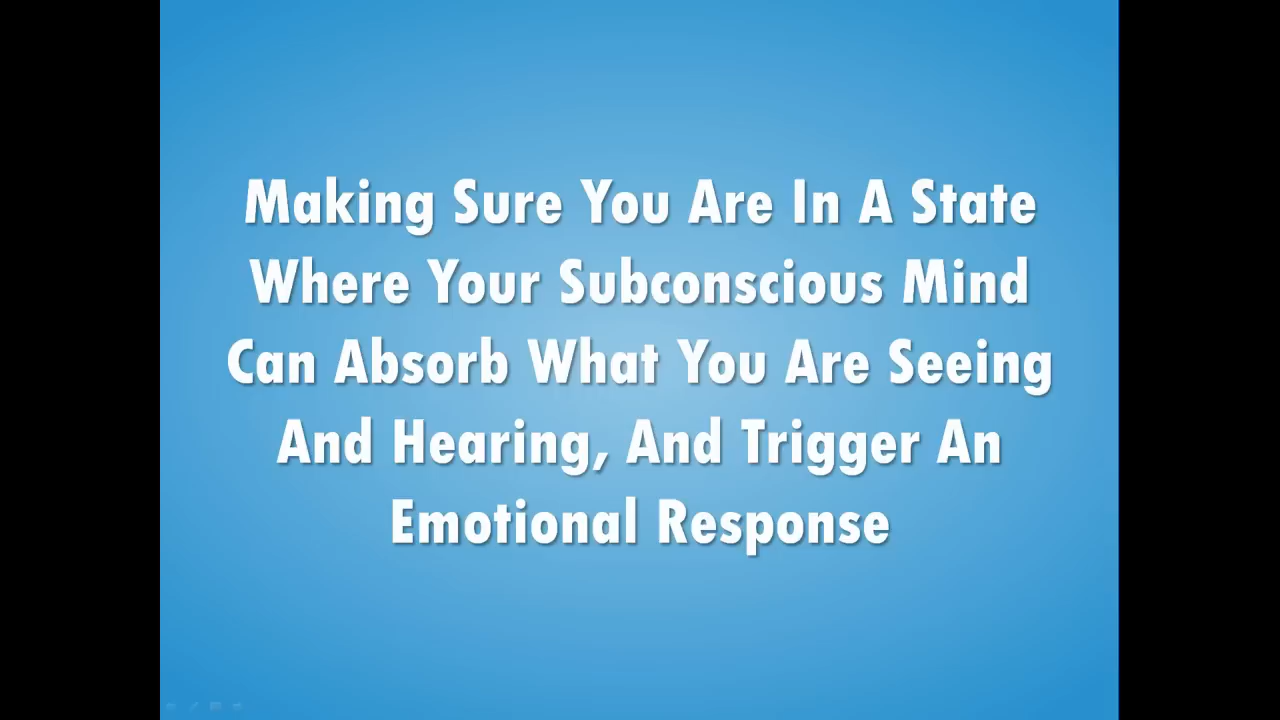 Making Sure You Are In A State
Where Your Subconscious Mind
Can Absorb What You Are Seeing
And Hearing, And Trigger An
Emotional Response